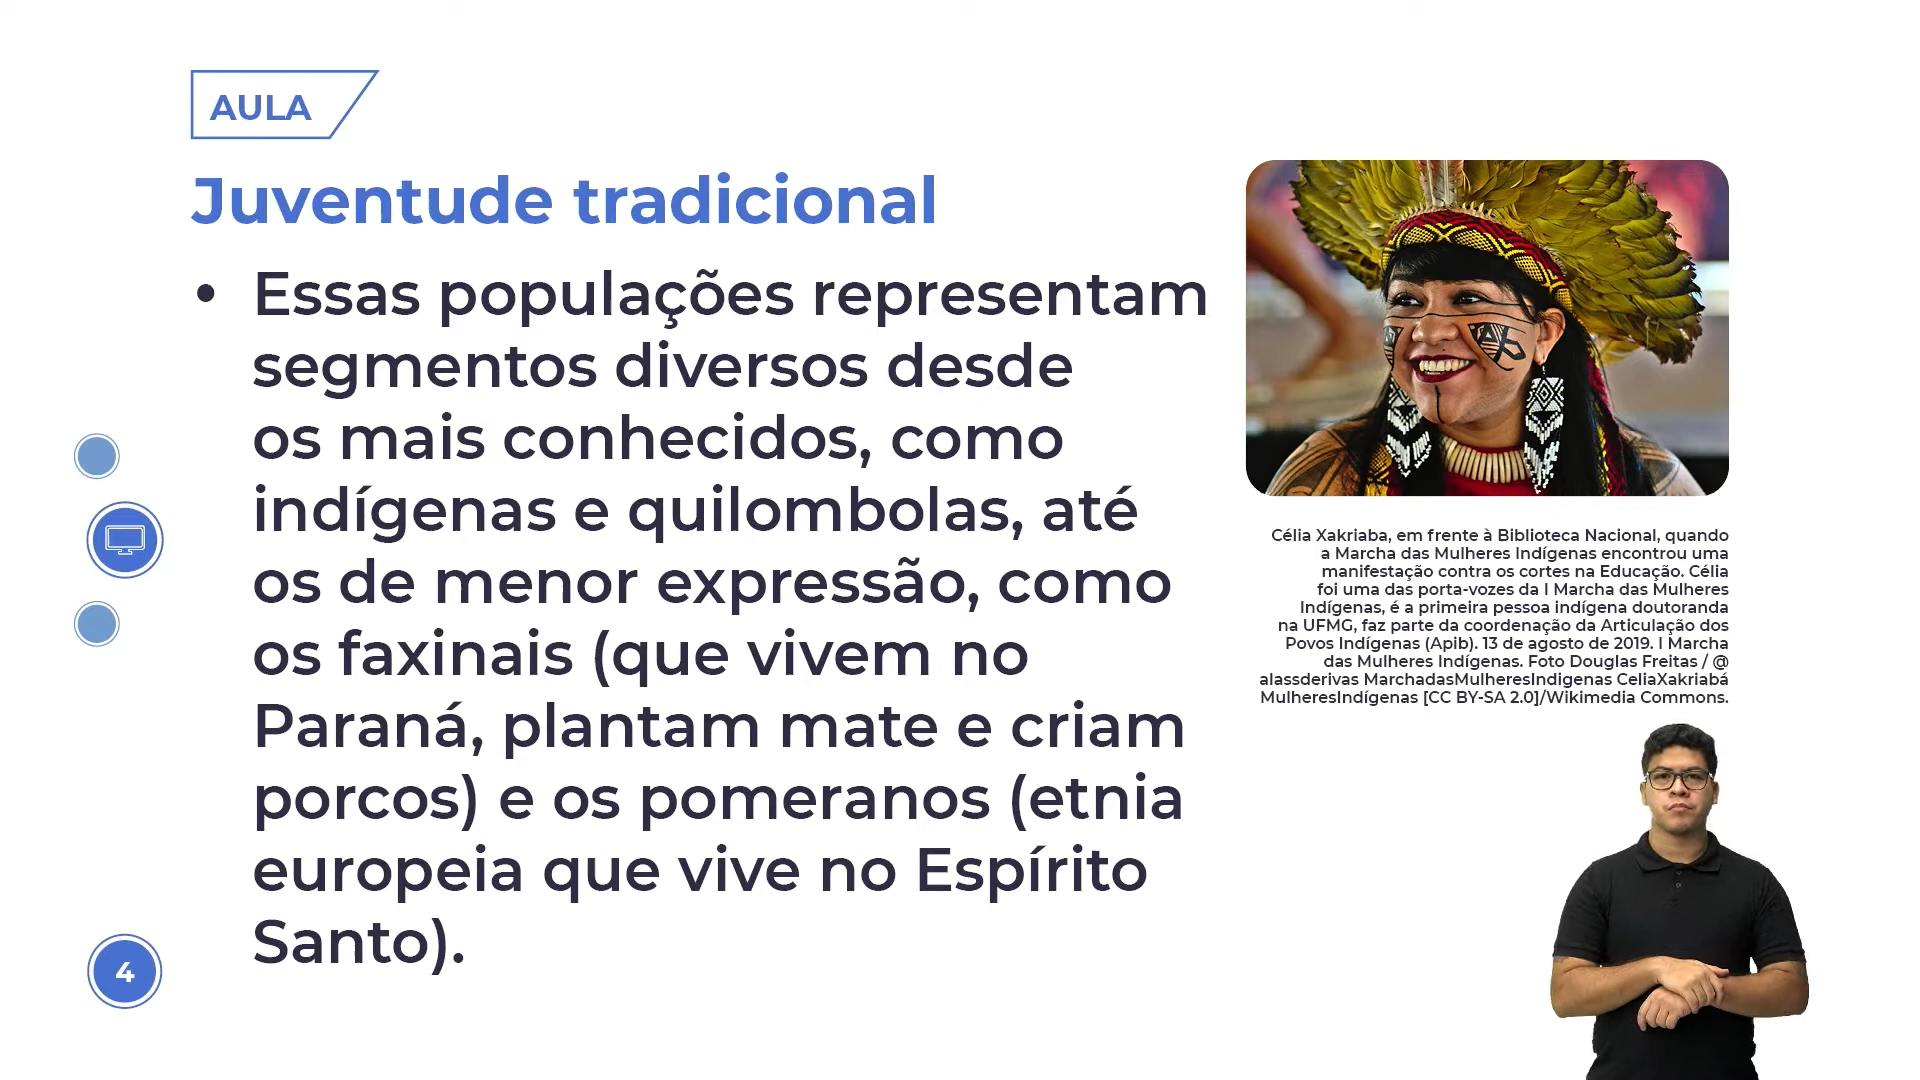 AULA
Juventude tradicional
• Essas populações representam
segmentos diversos desde
os mais conhecidos, como
indígenas e quilombolas, até
os de menor expressão, como
os faxinais (que vivem no
Paraná, plantam mate e criam
porcos) e os pomeranos (etnia
europeia que vive no Espírito
Santo).
Célia Xakriaba, em frente à Biblioteca Nacional, quando
a Marcha das Mulheres Indígenas encontrou uma
manifestação contra os cortes na Educação. Célia
foi uma das porta-vozes da I Marcha das Mulheres
Indígenas, é a primeira pessoa indígena doutoranda
na UFMG, faz parte da coordenação da Articulação dos
Povos Indígenas (Apib). 13 de agosto de 2019. I Marcha
das Mulheres Indígenas. Foto Douglas Freitas / @
alassderivas MarchadasMulheresIndigenas CeliaXakriabá
MulheresIndígenas [CC BY-SA 2.0]/Wikimedia Commons.
4